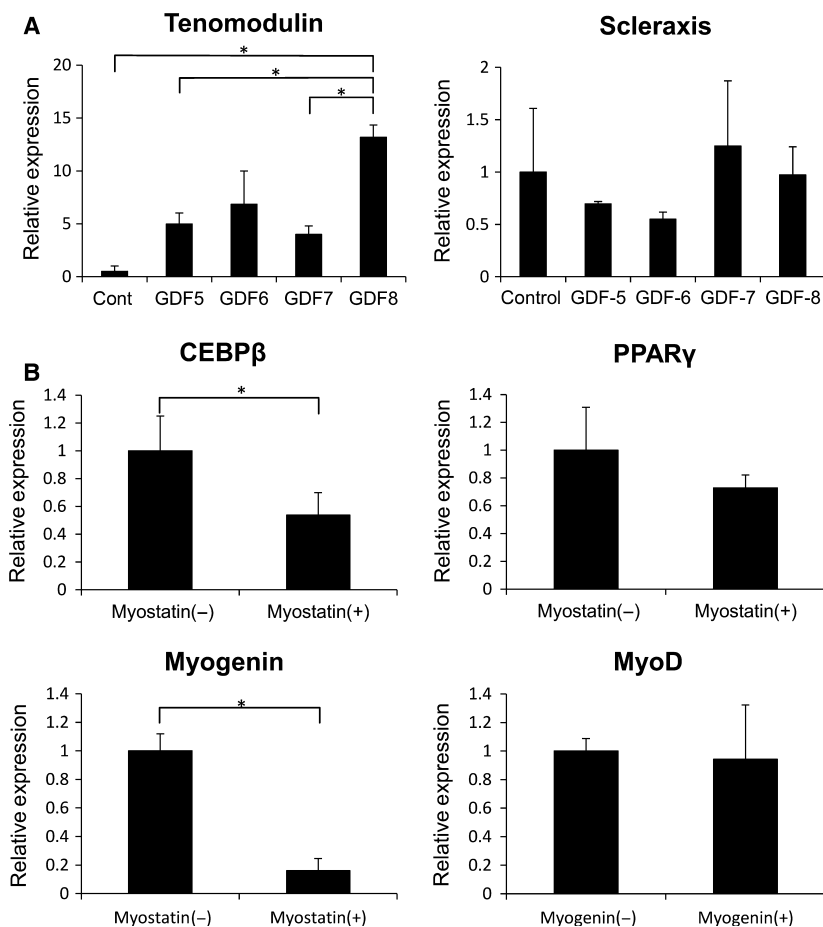 A
Tenomodulin
Relative expression
20
15
10
5
0
*
*
*
Cont GDF5 GDF6 GDF7 GDF8
Scleraxis
Relative expression
2
1.5
1
0.5
0
Control GDF-5 GDF-6 GDF-7 GDF-8
B
CEBPβ
Relative expression
1.4
1.2
1
0.8
0.6
0.4
0.2
0
*
Myostatin(−) Myostatin(+)
PPARγ
Relative expression
1.4
1.2
1
0.8
0.6
0.4
0.2
0
Myostatin(−) Myostatin(+)
Myogenin
Relative expression
1.4
1.2
1
0.8
0.6
0.4
0.2
0
*
Myostatin(−) Myostatin(+)
MyoD
Relative expression
1.4
1.2
1
0.8
0.6
0.4
0.2
0
Myogenin(−) Myogenin(+)